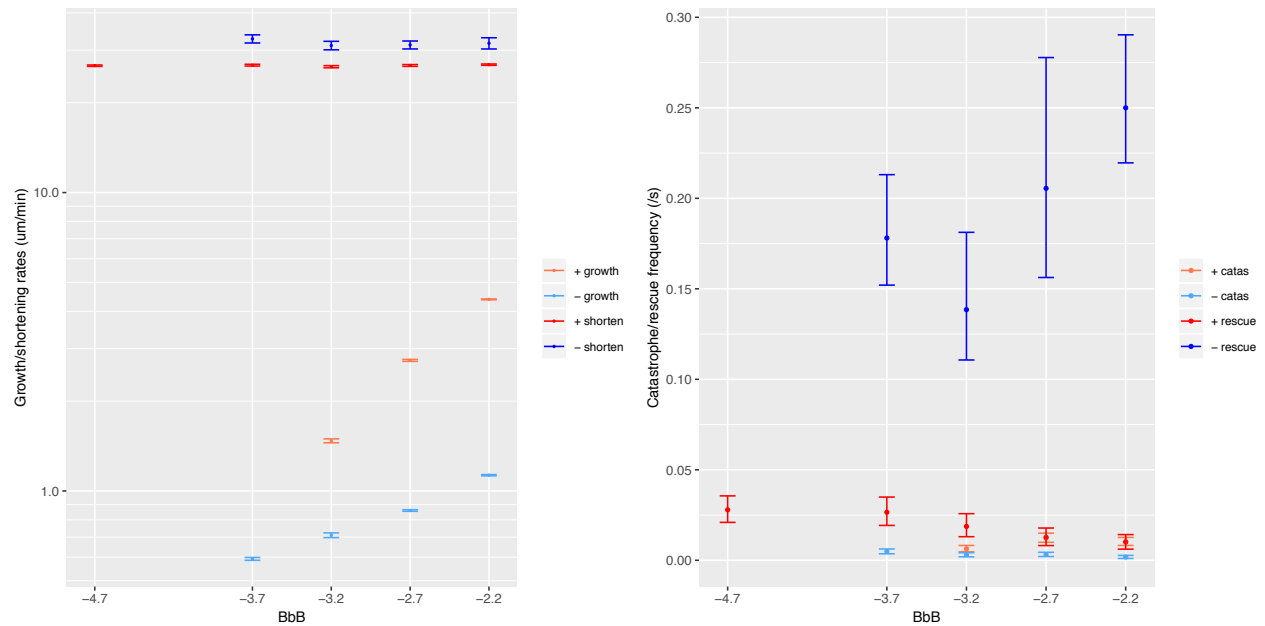 Growth/shortening rates (um/min)
10.0
1.0
−4.7 −3.7 −3.2 −2.7 −2.2
BbB
+ growth
− growth
+ shorten
− shorten
Catastrophe/rescue frequency (/s)
0.30
0.25
0.20
0.15
0.10
0.05
0.00
−4.7 −3.7 −3.2 −2.7 −2.2
BbB
+ catas
− catas
+ rescue
− rescue